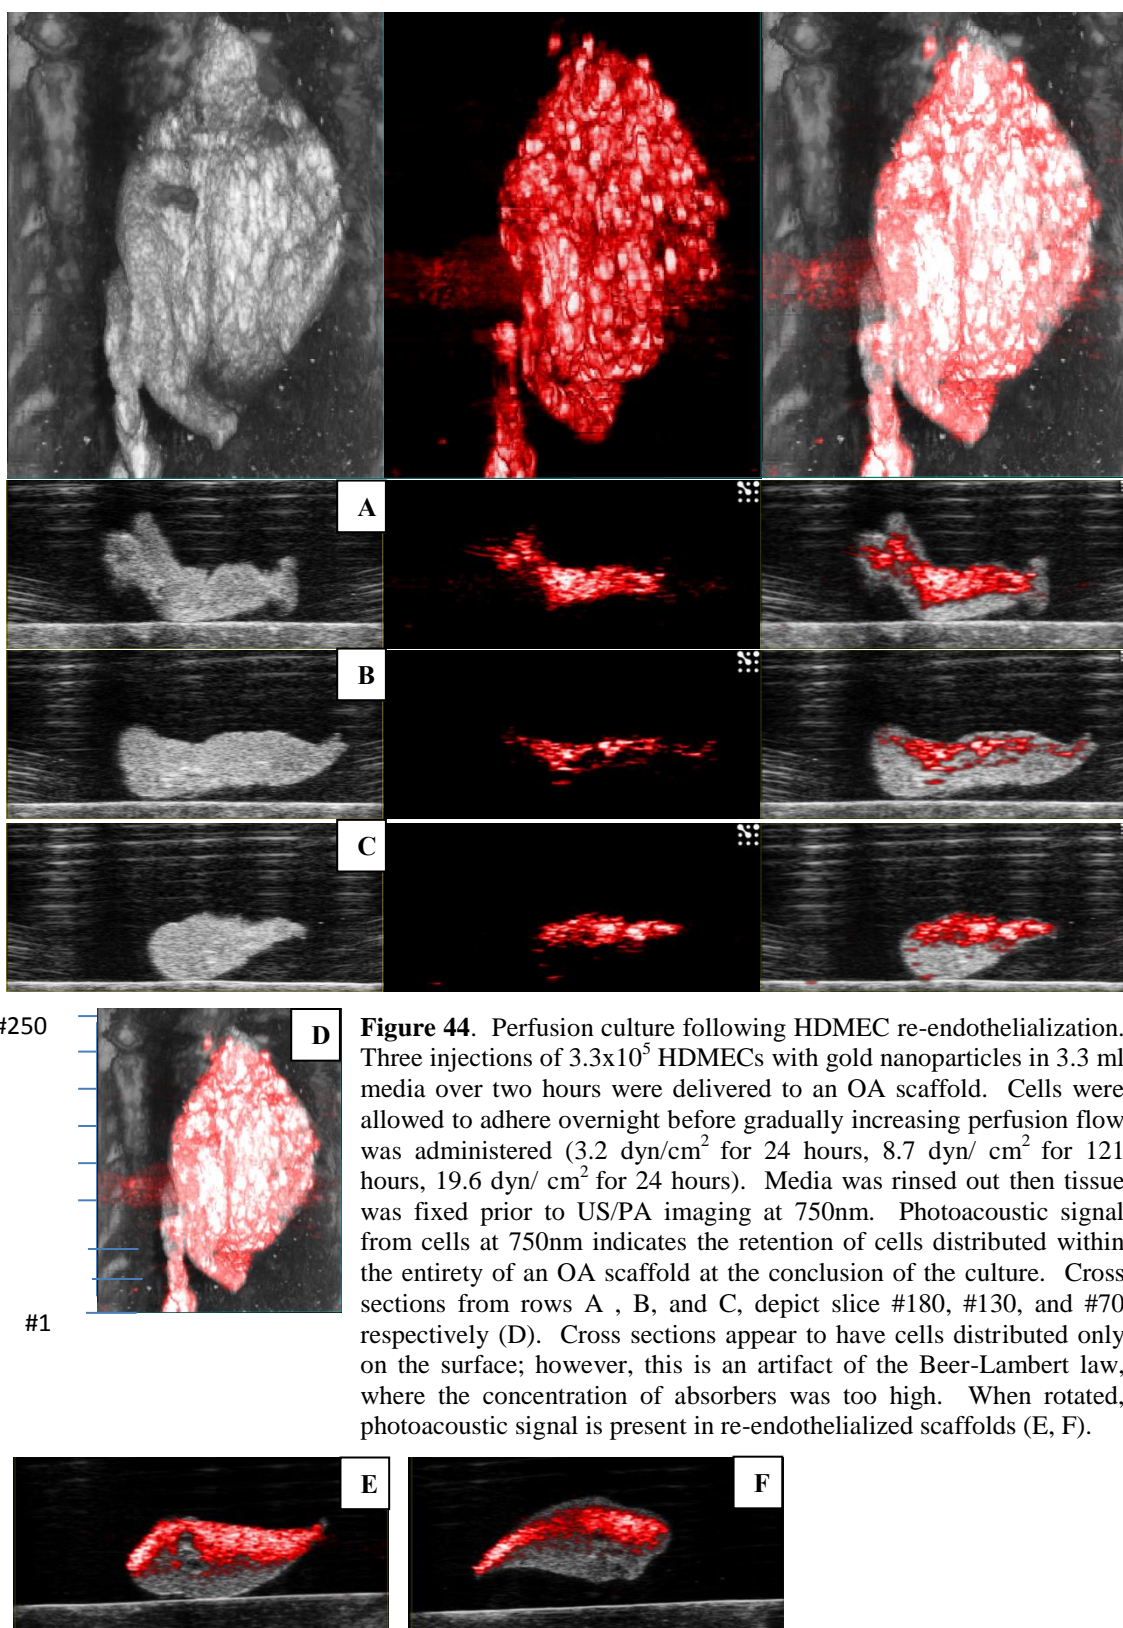 A
B
C
#250
D
#1
Figure 44. Perfusion culture following HDMEC re-endothelialization.
Three injections of 3.3x10⁵ HDMECs with gold nanoparticles in 3.3 ml
media over two hours were delivered to an OA scaffold. Cells were
allowed to adhere overnight before gradually increasing perfusion flow
was administered (3.2 dyn/cm² for 24 hours, 8.7 dyn/ cm² for 121
hours, 19.6 dyn/ cm² for 24 hours). Media was rinsed out then tissue
was fixed prior to US/PA imaging at 750nm. Photoacoustic signal
from cells at 750nm indicates the retention of cells distributed within
the entirety of an OA scaffold at the conclusion of the culture. Cross
sections from rows A , B, and C, depict slice #180, #130, and #70
respectively (D). Cross sections appear to have cells distributed only
on the surface; however, this is an artifact of the Beer-Lambert law,
where the concentration of absorbers was too high. When rotated,
photoacoustic signal is present in re-endothelialized scaffolds (E, F).
E
F